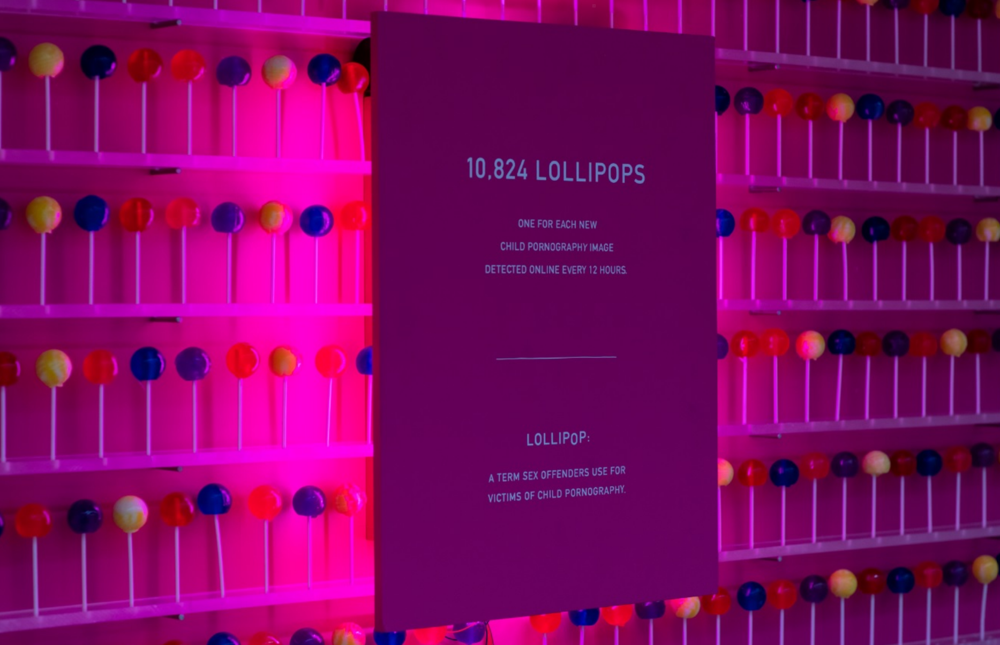 10,824 LOLLIPOPS
ONE FOR EACH NEW
CHILD PORNOGRAPHY IMAGE
DETECTED ONLINE EVERY 12 HOURS.
LOLLIPOP:
A TERM SEX OFFENDERS USE FOR
VICTIMS OF CHILD PORNOGRAPHY.